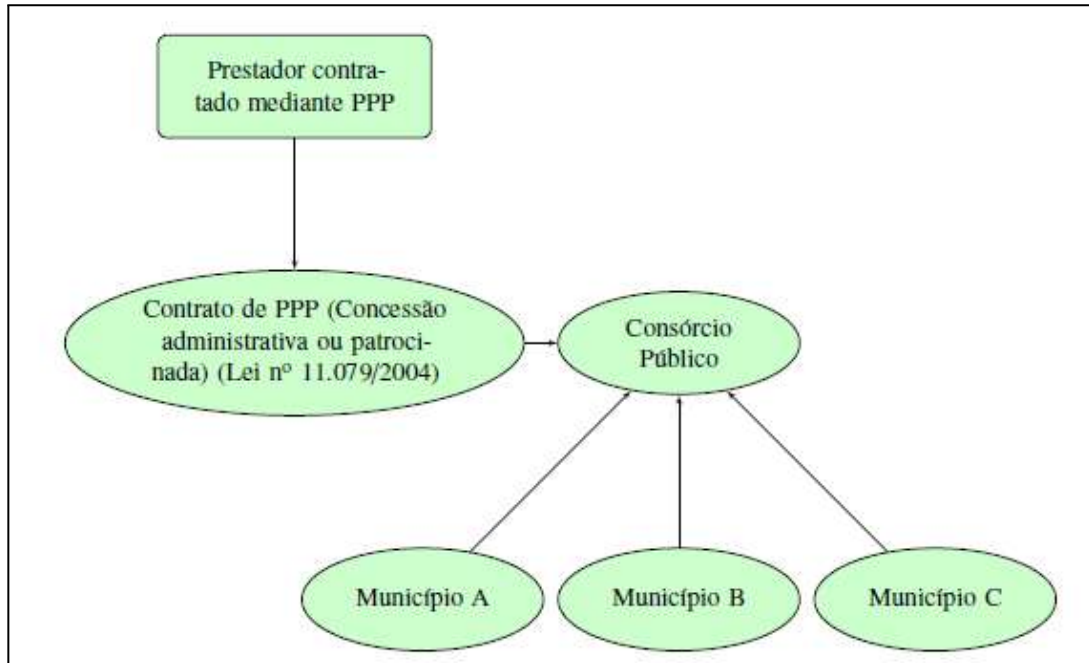 Prestador contra-
tado mediante PPP
Contrato de PPP (Concessão
administrativa ou patroci-
nada) (Lei nº 11.079/2004)
Consórcio
Público
Município A
Município B
Município C